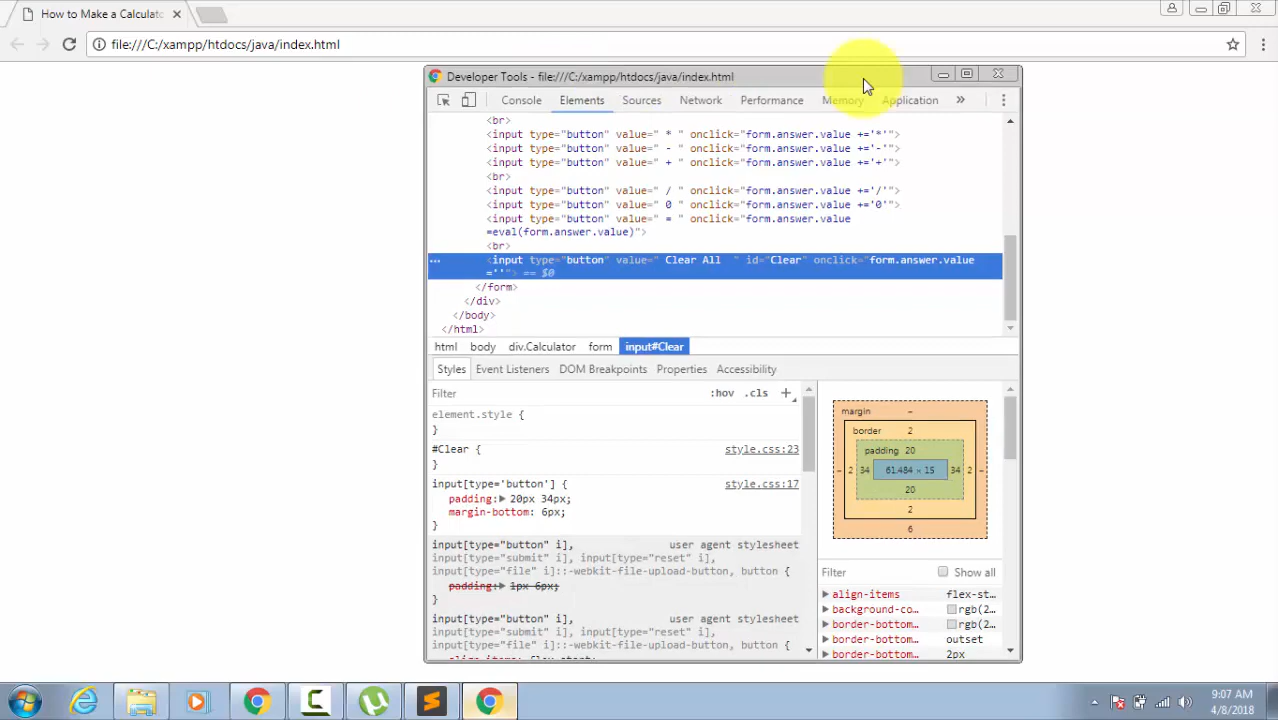 How to Make a Calculato
file:///C:/xampp/htdocs/java/index.html
Developer Tools - file:///C:/xampp/htdocs/java/index.html
Console Elements Sources Network Performance Memory Application »
<br>
<input type="button" value=" * " onclick="form.answer.value +='*'">
<input type="button" value=" - " onclick="form.answer.value +='-'">
<input type="button" value=" + " onclick="form.answer.value +='+'">
<br>
<input type="button" value=" / " onclick="form.answer.value +='/'">
<input type="button" value=" 0 " onclick="form.answer.value +='0'">
<input type="button" value=" = " onclick="form.answer.value
=eval(form.answer.value)">
<br>
<input type="button" value=" Clear All  " id="Clear" onclick="form.answer.value
=''"> == $0
</form>
</div>
</body>
</html>
html body div.Calculator form input#Clear
Styles Event Listeners DOM Breakpoints Properties Accessibility
Filter :hov .cls +
element.style {
}
#Clear { style.css:23
}
input[type='button'] { style.css:17
padding: 20px 34px;
margin-bottom: 6px;
}
input[type="button" i], user agent stylesheet
input[type="submit" i], input[type="reset" i],
input[type="file" i]::-webkit-file-upload-button, button {
padding: 1px 6px;
}
input[type="button" i], user agent stylesheet
input[type="submit" i], input[type="reset" i],
input[type="file" i]::-webkit-file-upload-button, button {
align-items: flex-start;
margin -
border 2
padding 20
- 2 34 61.484 × 15 34 2 -
20
2
6
Filter Show all
align-items flex-st…
background-co… rgb(2…
border-bottom… rgb(2…
border-bottom… outset
border-bottom… 2px
9:07 AM
4/8/2018